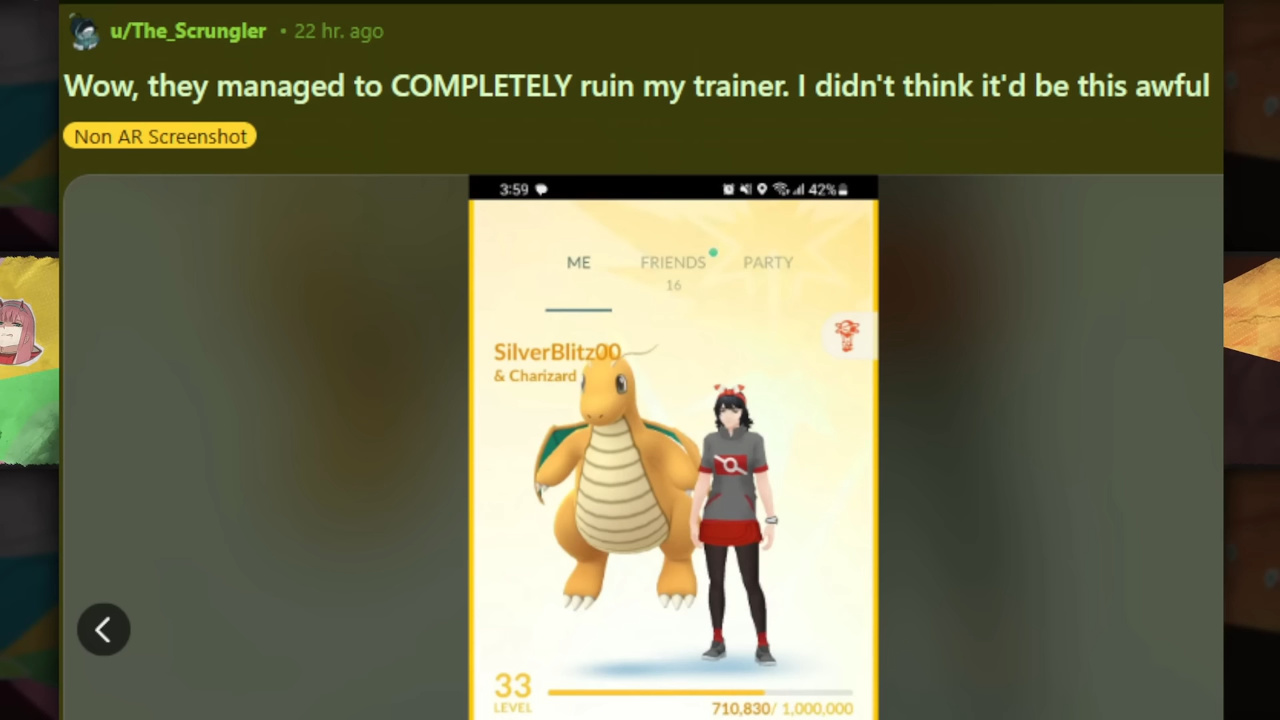 u/The_Scrungler • 22 hr. ago
Wow, they managed to COMPLETELY ruin my trainer. I didn't think it'd be this awful
Non AR Screenshot
3:59 42%
ME FRIENDS PARTY
16
SilverBlitz00
& Charizard
33
LEVEL
710,830/ 1,000,000